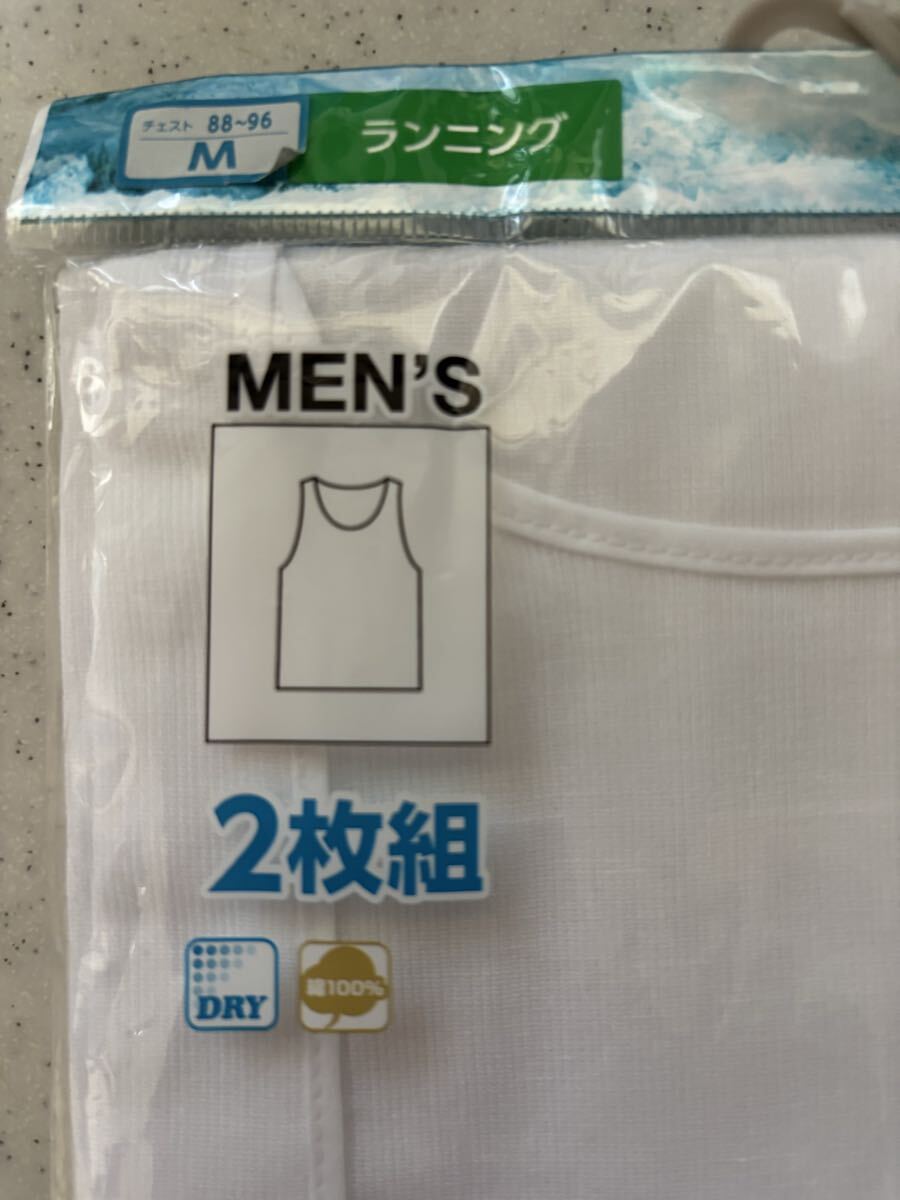 チェスト 88~96
M
ランニング
MEN'S
2枚組
DRY
綿100%